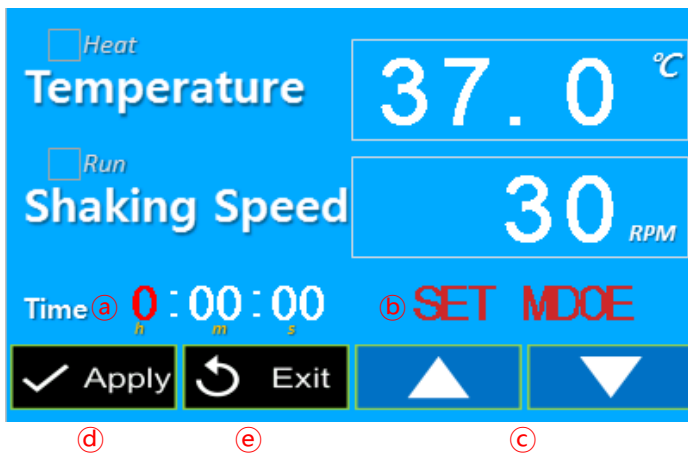 Heat
Temperature 37.0 ℃
Run
Shaking Speed 30 RPM
Time ⓐ 0:00:00 ⓑ SET MDOE
h m s
Apply Exit
ⓓ ⓔ ⓒ